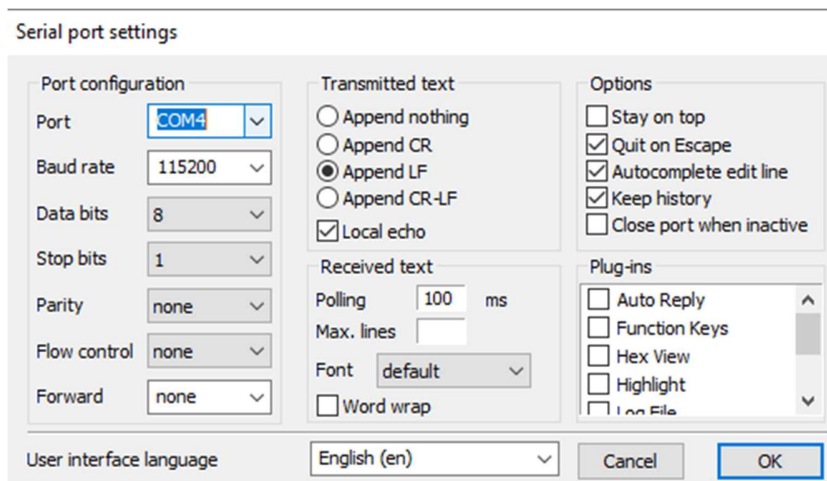 Serial port settings
Port configuration
Port COM4
Baud rate 115200
Data bits 8
Stop bits 1
Parity none
Flow control none
Forward none
Transmitted text
Append nothing
Append CR
Append LF
Append CR-LF
Local echo
Received text
Polling 100 ms
Max. lines
Font default
Word wrap
Options
Stay on top
Quit on Escape
Autocomplete edit line
Keep history
Close port when inactive
Plug-ins
Auto Reply
Function Keys
Hex View
Highlight
Log File
User interface language English (en) Cancel OK